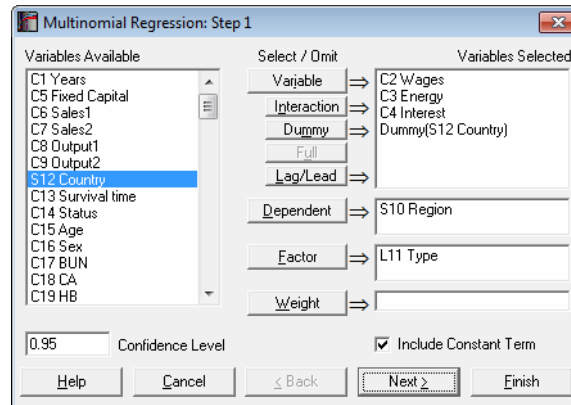 Multinomial Regression: Step 1
Variables Available
Select / Omit
Variables Selected
C1 Years
C5 Fixed Capital
C6 Sales1
C7 Sales2
C8 Output1
C9 Output2
S12 Country
C13 Survival time
C14 Status
C15 Age
C16 Sex
C17 BUN
C18 CA
C19 HB
Variable
Interaction
Dummy
Full
Lag/Lead
Dependent
Factor
Weight
C2 Wages
C3 Energy
C4 Interest
Dummy(S12 Country)
S10 Region
L11 Type
0.95
Confidence Level
Include Constant Term
Help
Cancel
< Back
Next >
Finish